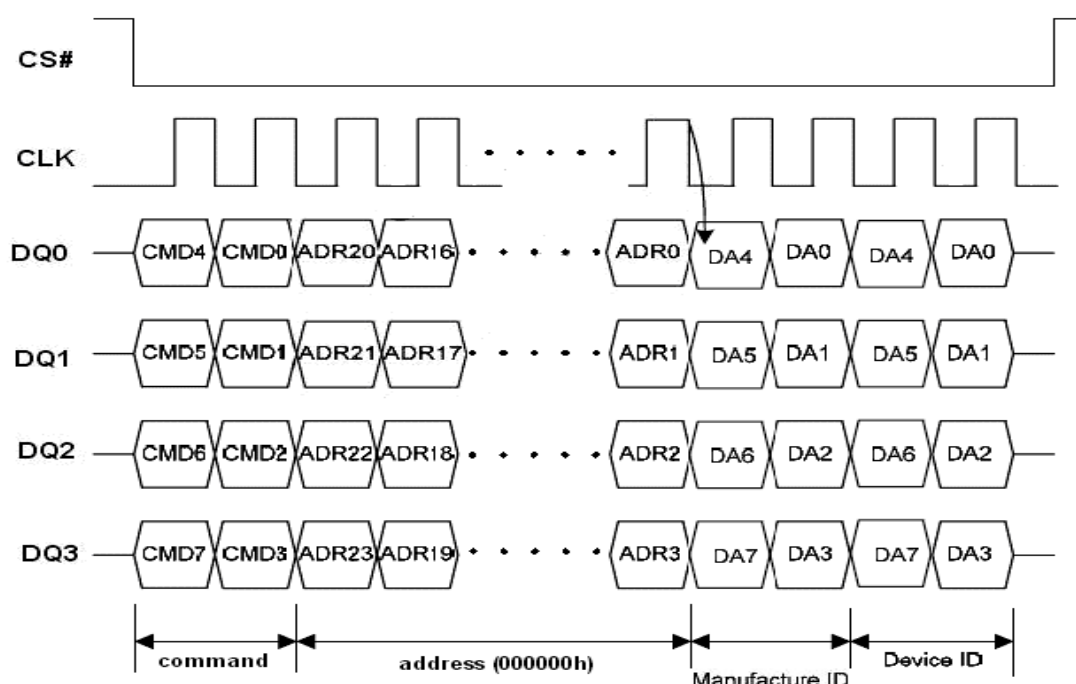 CS#
CLK
DQ0 CMD4 CMD0 ADR20 ADR16 ADR0 DA4 DA0 DA4 DA0
DQ1 CMD5 CMD1 ADR21 ADR17 ADR1 DA5 DA1 DA5 DA1
DQ2 CMD6 CMD2 ADR22 ADR18 ADR2 DA6 DA2 DA6 DA2
DQ3 CMD7 CMD3 ADR23 ADR19 ADR3 DA7 DA3 DA7 DA3
command address (000000h) Manufacture ID Device ID